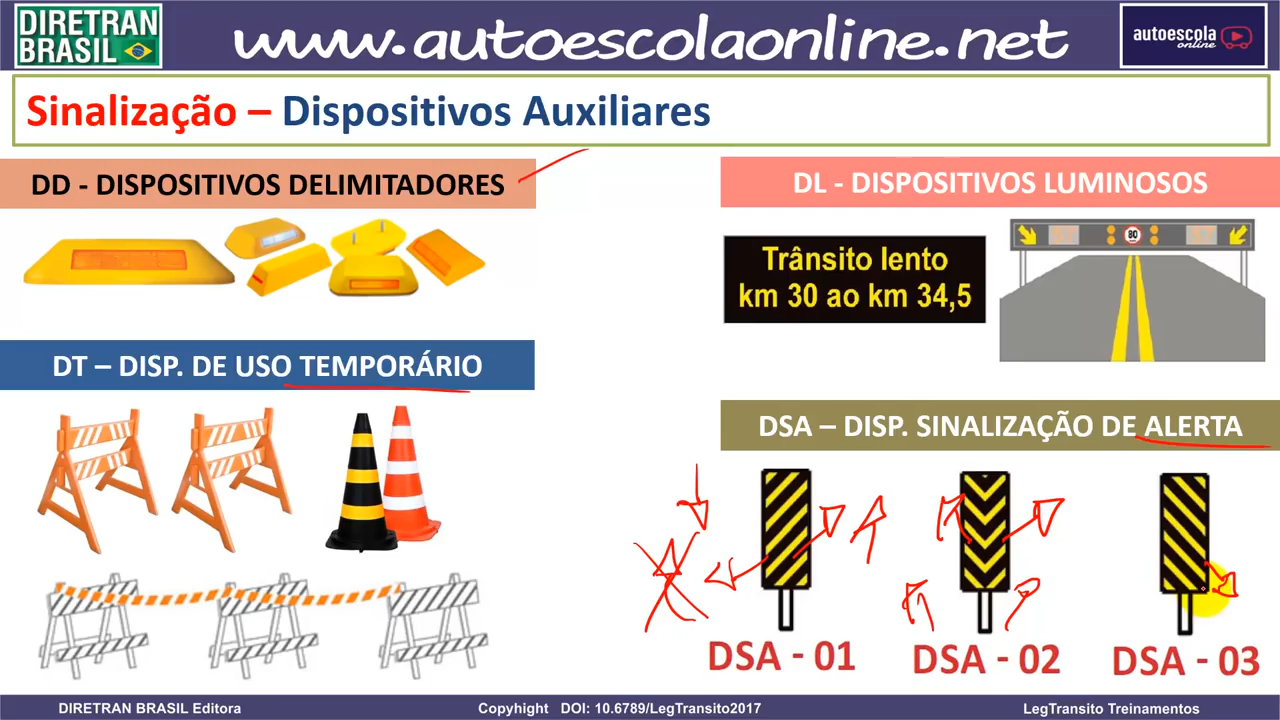 DIRETRAN
BRASIL
www.autoescolaonline.net
autoescola
online
Sinalização – Dispositivos Auxiliares
DD - DISPOSITIVOS DELIMITADORES
DL - DISPOSITIVOS LUMINOSOS
80
Trânsito lento
km 30 ao km 34,5
DT – DISP. DE USO TEMPORÁRIO
DSA – DISP. SINALIZAÇÃO DE ALERTA
DSA - 01
DSA - 02
DSA - 03
DIRETRAN BRASIL Editora
Copyhight DOI: 10.6789/LegTransito2017
LegTransito Treinamentos